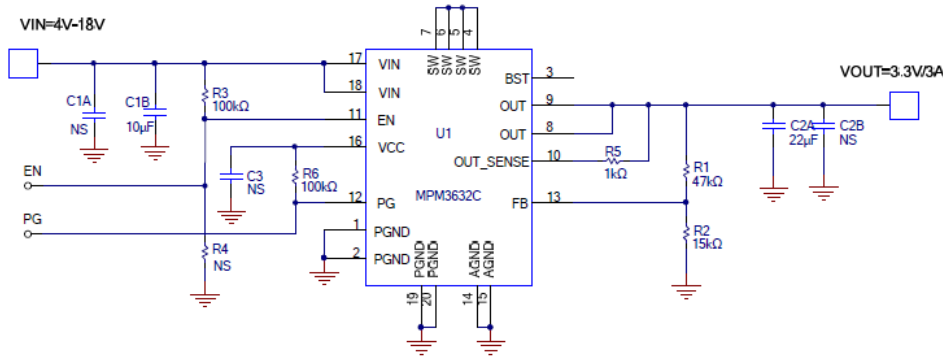 VIN=4V-18V
VOUT=3.3V/3A
7
6
5
4
SW
SW
SW
SW
17
VIN
18
VIN
11
EN
16
VCC
12
PG
1
PGND
2
PGND
BST
3
OUT
9
OUT
8
OUT_SENSE
10
FB
13
U1
MPM3632C
PGND
PGND
AGND
AGND
19
20
14
15
C1A
NS
C1B
10µF
R3
100kΩ
EN
PG
C3
NS
R6
100kΩ
R4
NS
R5
1kΩ
R1
47kΩ
R2
15kΩ
C2A
22µF
C2B
NS